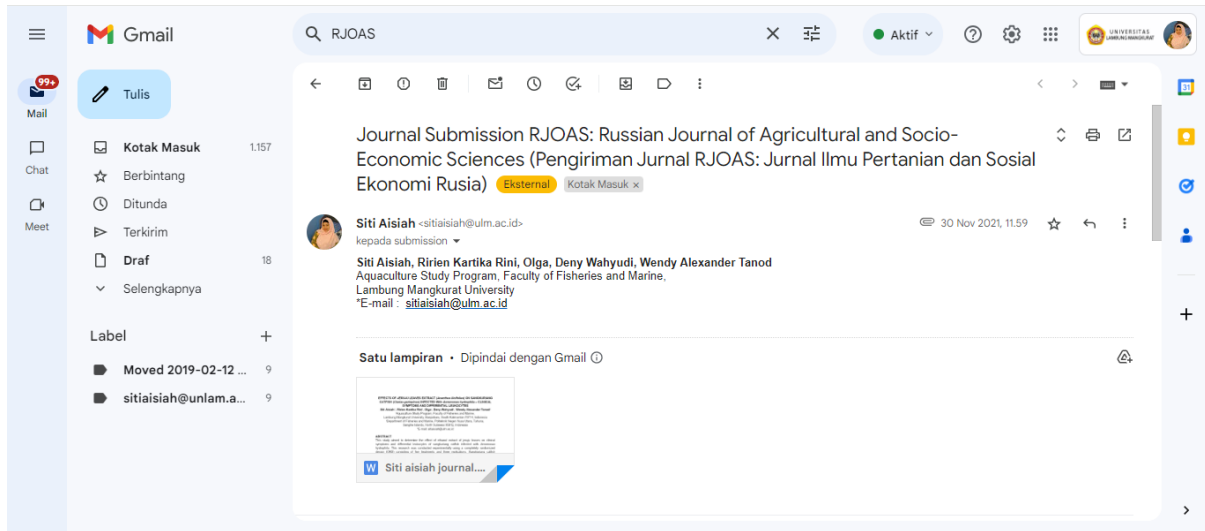 Gmail
RJOAS
Aktif
UNIVERSITAS
LAMBUNG MANGKURAT
99+
Mail
Chat
Meet
Tulis
Kotak Masuk 1.157
Berbintang
Ditunda
Terkirim
Draf 18
Selengkapnya
Label
Moved 2019-02-12 ... 9
sitiaisiah@unlam.a... 9
31
Journal Submission RJOAS: Russian Journal of Agricultural and Socio-
Economic Sciences (Pengiriman Jurnal RJOAS: Jurnal Ilmu Pertanian dan Sosial
Ekonomi Rusia) Eksternal Kotak Masuk ×
Siti Aisiah <sitiaisiah@ulm.ac.id> 30 Nov 2021, 11.59
kepada submission
Siti Aisiah, Ririen Kartika Rini, Olga, Deny Wahyudi, Wendy Alexander Tanod
Aquaculture Study Program, Faculty of Fisheries and Marine,
Lambung Mangkurat University
*E-mail : sitiaisiah@ulm.ac.id
Satu lampiran • Dipindai dengan Gmail
ABSTRACT
W Siti aisiah journal....